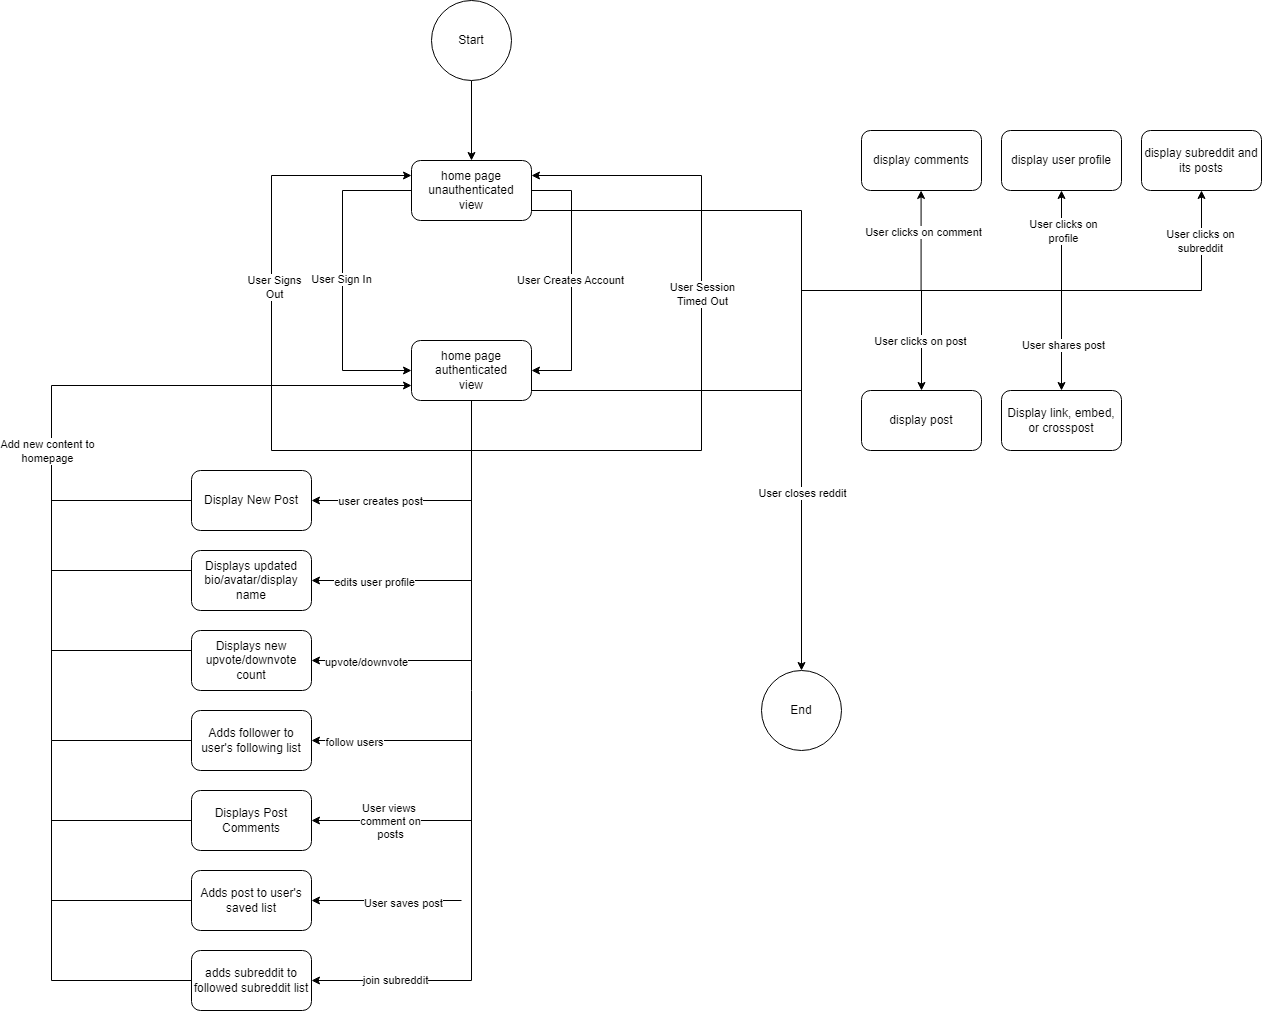 Start
home page
unauthenticated
view
display comments
display user profile
display subreddit and
its posts
User clicks on comment
User clicks on
profile
User clicks on
subreddit
User Signs
Out
User Sign In
User Creates Account
User Session
Timed Out
User clicks on post
User shares post
home page
authenticated
view
display post
Display link, embed,
or crosspost
Add new content to
homepage
Display New Post
user creates post
User closes reddit
Displays updated
bio/avatar/display
name
edits user profile
Displays new
upvote/downvote
count
upvote/downvote
Adds follower to
user's following list
follow users
End
Displays Post
Comments
User views
comment on
posts
Adds post to user's
saved list
User saves post
adds subreddit to
followed subreddit list
join subreddit